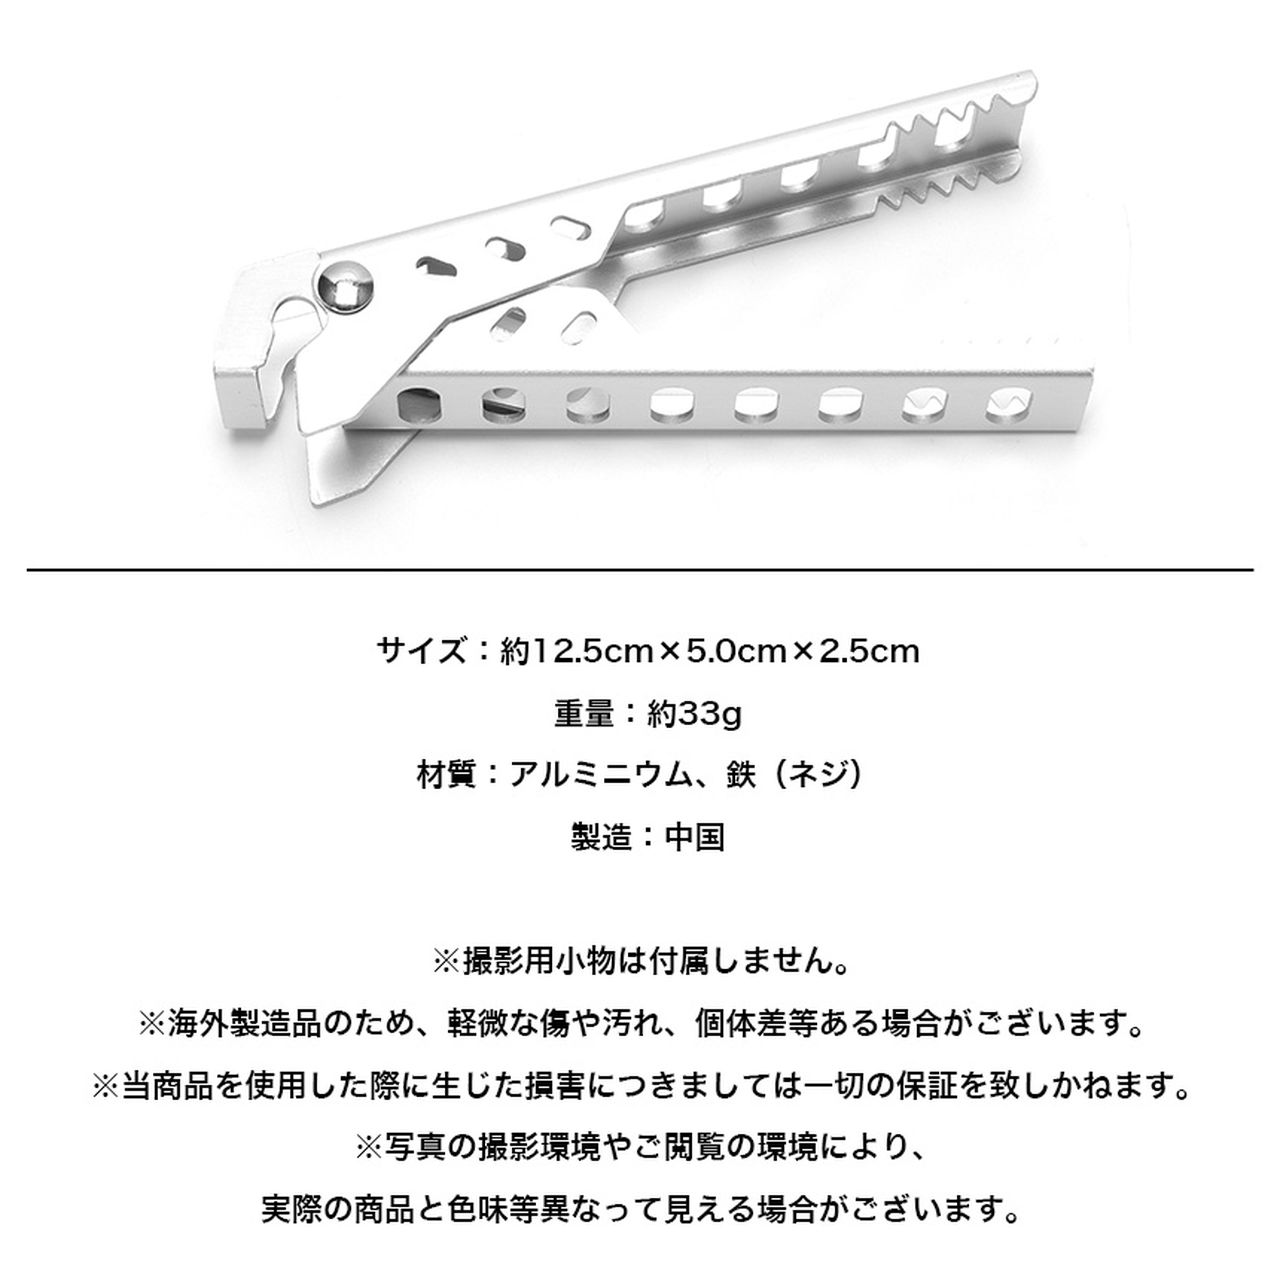 サイズ：約12.5cm×5.0cm×2.5cm
重量：約33g
材質：アルミニウム、鉄（ネジ）
製造：中国
※撮影用小物は付属しません。
※海外製造品のため、軽微な傷や汚れ、個体差等ある場合がございます。
※当商品を使用した際に生じた損害につきましては一切の保証を致しかねます。
※写真の撮影環境やご閲覧の環境により、
実際の商品と色味等異なって見える場合がございます。